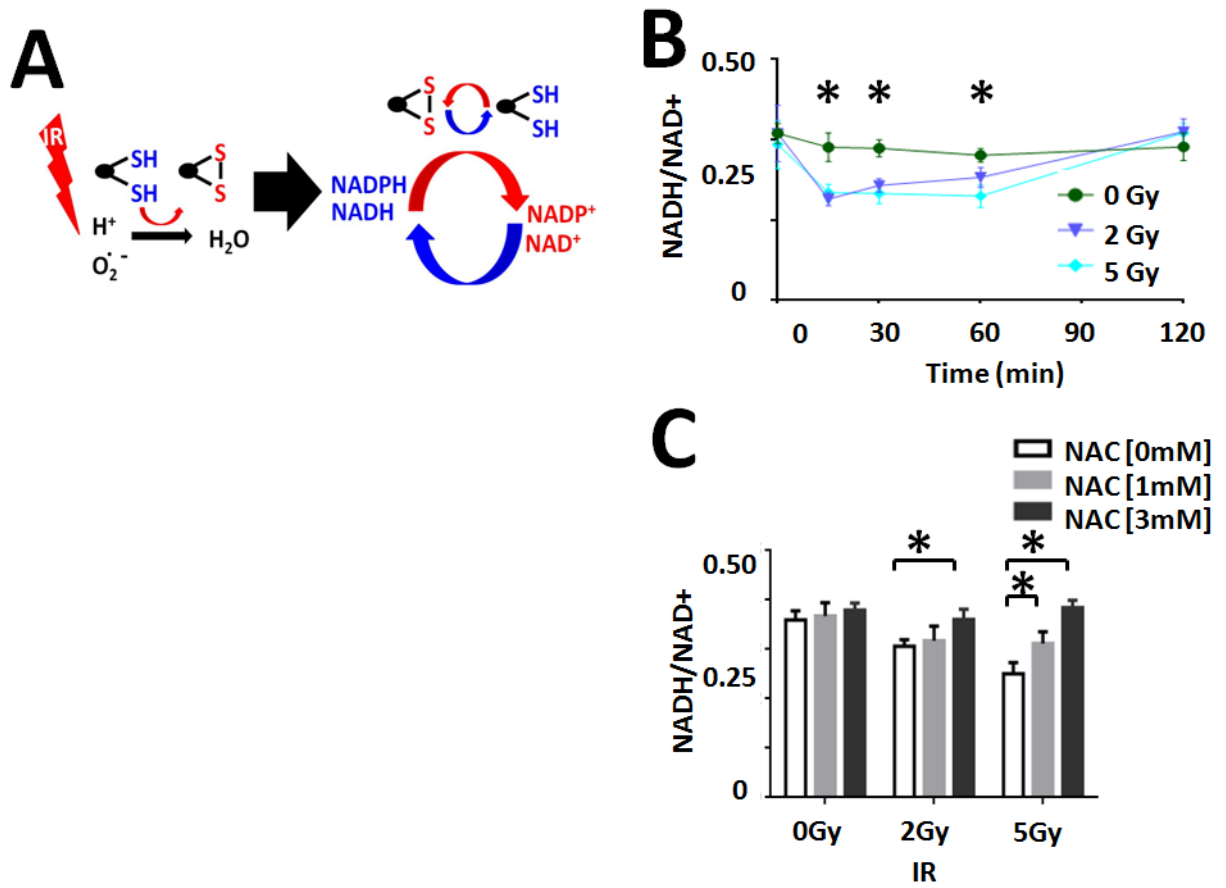 A
IR
SH
SH
S
S
H⁺
O₂˙⁻
H₂O
NADPH
NADH
S
S
SH
SH
NADP⁺
NAD⁺
B
NADH/NAD+
0.50
0.25
0
* * *
0 Gy
2 Gy
5 Gy
0 30 60 90 120
Time (min)
C
NAC [0mM]
NAC [1mM]
NAC [3mM]
NADH/NAD+
0.50
0.25
0
* *
*
0Gy 2Gy 5Gy
IR